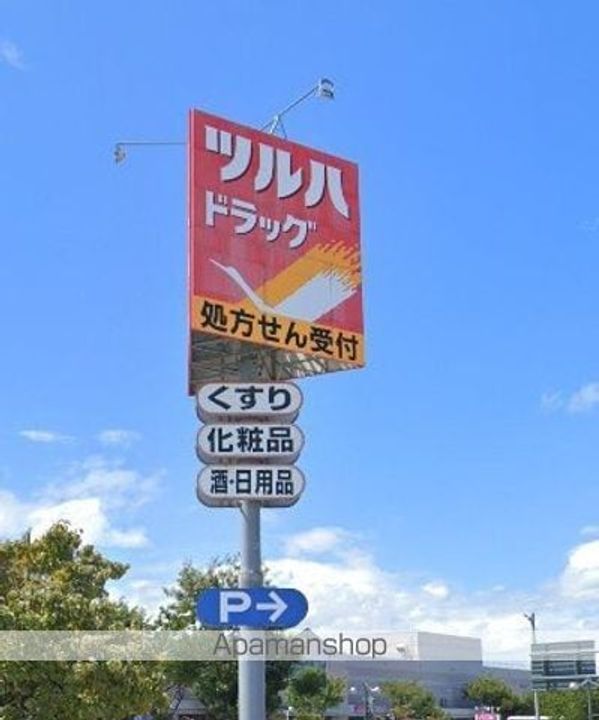 ツルハ
ドラッグ
処方せん受付
くすり
化粧品
酒・日用品
P→
Apamanshop